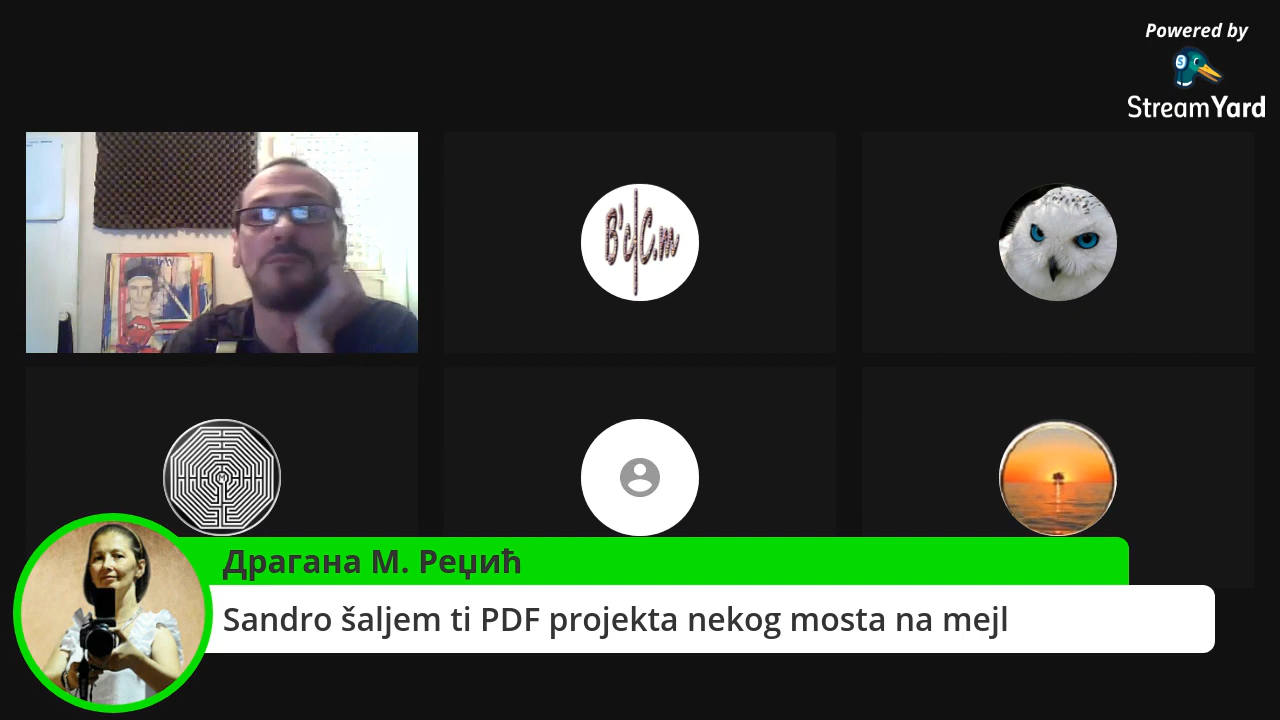 Powered by
StreamYard
B'c|C.m
Драгана М. Реџић
Sandro šaljem ti PDF projekta nekog mosta na mejl